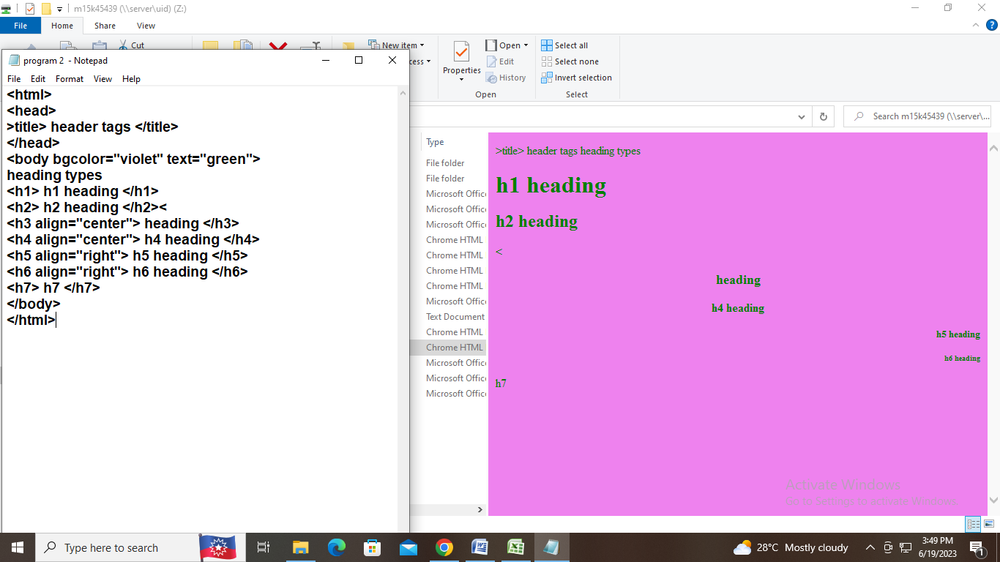 m15k45439 (\\server\uid) (Z:)
File Home Share View
Cut
New item
cess
Properties
Open
Edit
History
Open
Select all
Select none
Invert selection
Select
program 2 - Notepad
File Edit Format View Help
<html>
<head>
>title> header tags </title>
</head>
<body bgcolor="violet" text="green">
heading types
<h1> h1 heading </h1>
<h2> h2 heading </h2><
<h3 align="center"> heading </h3>
<h4 align="center"> h4 heading </h4>
<h5 align="right"> h5 heading </h5>
<h6 align="right"> h6 heading </h6>
<h7> h7 </h7>
</body>
</html>
Search m15k45439 (\\server\...
Type
File folder
File folder
Microsoft Offic
Microsoft Offic
Microsoft Offic
Chrome HTML
Chrome HTML
Chrome HTML
Chrome HTML
Microsoft Offic
Text Document
Chrome HTML
Chrome HTML
Microsoft Offic
Microsoft Offic
Microsoft Offic
>title> header tags heading types
h1 heading
h2 heading
<
heading
h4 heading
h5 heading
h6 heading
h7
Activate Windows
Go to Settings to activate Windows.
Type here to search
28°C Mostly cloudy
3:49 PM
6/19/2023
1